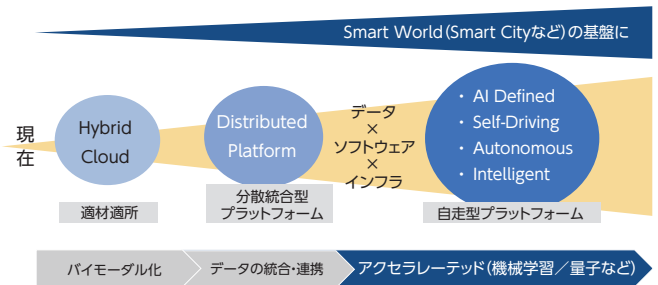 Smart World（Smart Cityなど）の基盤に
現
在
Hybrid
Cloud
適材適所
Distributed
Platform
分散統合型
プラットフォーム
データ
×
ソフトウェア
×
インフラ
・ AI Defined
・ Self-Driving
・ Autonomous
・ Intelligent
自走型プラットフォーム
バイモーダル化
データの統合・連携
アクセラレーテッド（機械学習／量子など）